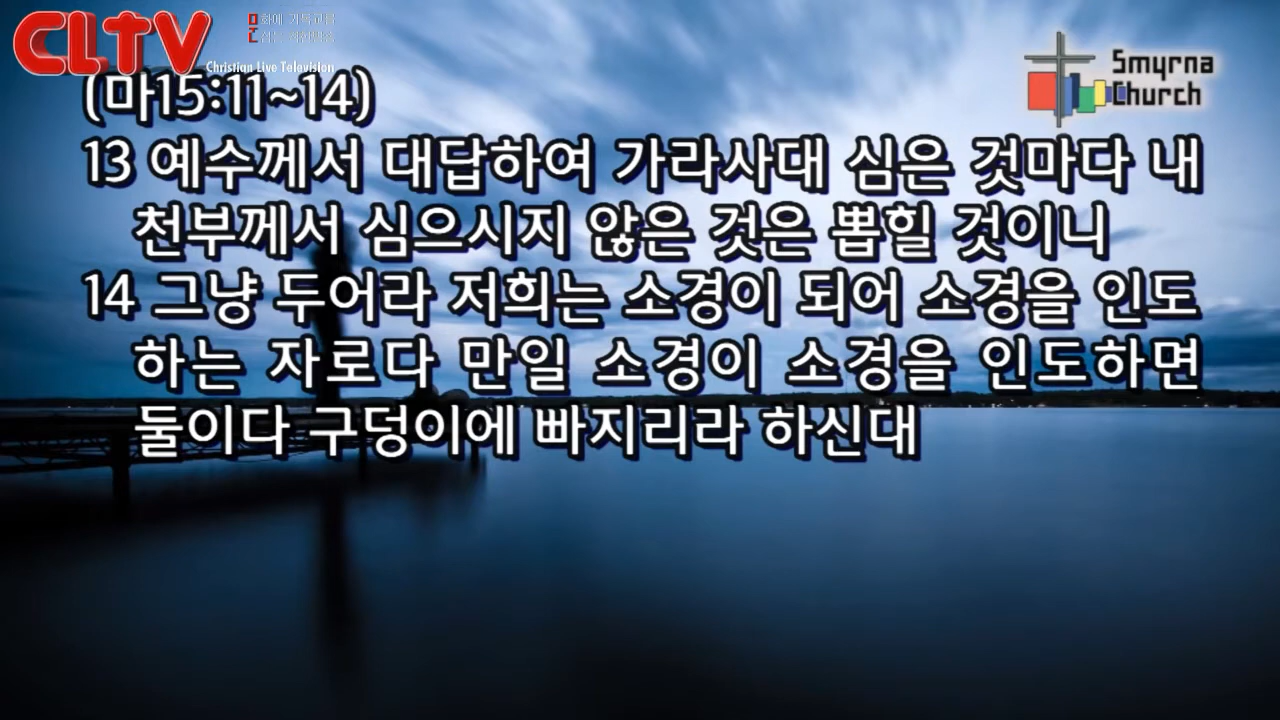 CLTV
Christian Live Television
Smyrna
Church
(마15:11~14)
13 예수께서 대답하여 가라사대 심은 것마다 내
천부께서 심으시지 않은 것은 뽑힐 것이니
14 그냥 두어라 저희는 소경이 되어 소경을 인도
하는 자로다 만일 소경이 소경을 인도하면
둘이다 구덩이에 빠지리라 하신대